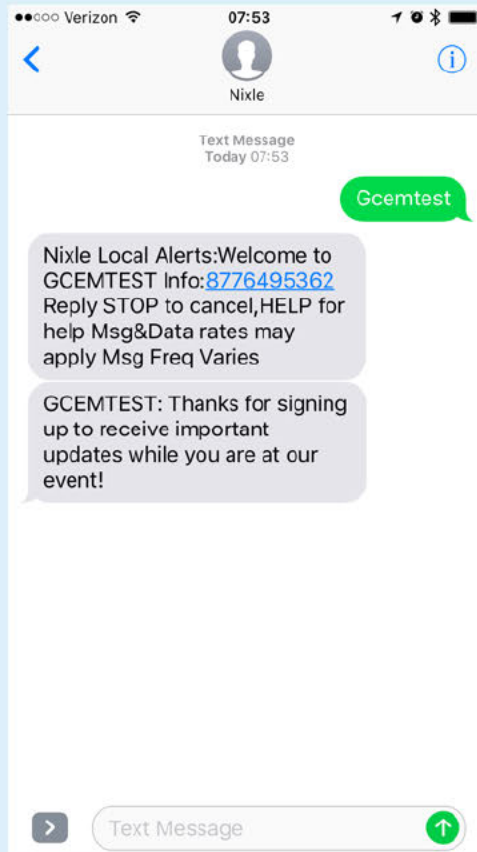 Verizon 07:53
Nixle
Text Message
Today 07:53
Gcemtest
Nixle Local Alerts:Welcome to
GCEMTEST Info:8776495362
Reply STOP to cancel,HELP for
help Msg&Data rates may
apply Msg Freq Varies
GCEMTEST: Thanks for signing
up to receive important
updates while you are at our
event!
Text Message